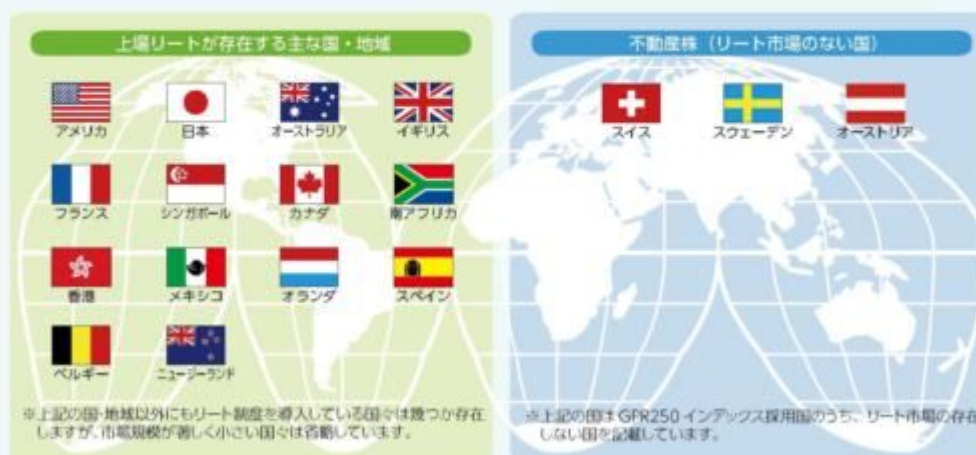 上場リートが存在する主な国・地域
アメリカ
日本
オーストラリア
イギリス
フランス
シンガポール
カナダ
南アフリカ
香港
メキシコ
オランダ
スペイン
ベルギー
ニュージーランド
※上記の国・地域以外にもリート制度を導入している国々は幾つか存在
しますが、市場規模が著しく小さい国々は省略しています。
不動産株（リート市場のない国）
スイス
スウェーデン
オーストリア
※上記の国はGPR250インデックス採用国のうち、リート市場の存在
しない国を記載しています。